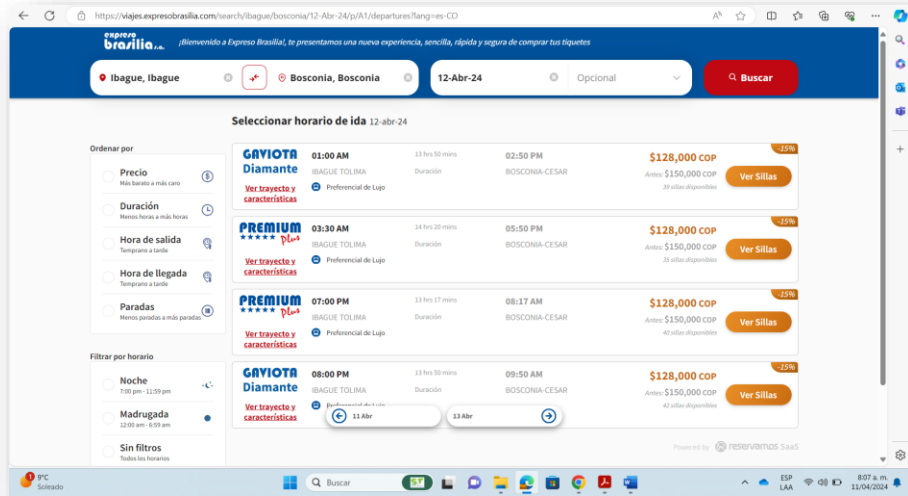 https://viajes.expresobrasilia.com/search/ibague/bosconia/12-Abr-24/p/A1/departures?lang=es-CO
expreso
brasilia s.a.
¡Bienvenido a Expreso Brasilia!, te presentamos una nueva experiencia, sencilla, rápida y segura de comprar tus tiquetes
Ibague, Ibague
Bosconia, Bosconia
12-Abr-24
Opcional
Buscar
Seleccionar horario de ida 12-abr-24
Ordenar por
Precio
Más barato a más caro
Duración
Menos horas a más horas
Hora de salida
Temprano a tarde
Hora de llegada
Temprano a tarde
Paradas
Menos paradas a más paradas
Filtrar por horario
Noche
7:00 pm - 11:59 pm
Madrugada
12:00 am - 6:59 am
Sin filtros
Todos los horarios
GAVIOTA
Diamante
Ver trayecto y
características
01:00 AM
IBAGUE TOLIMA
Preferencial de Lujo
13 hrs 50 mins
Duración
02:50 PM
BOSCONIA-CESAR
-15%
$128,000 COP
Antes: $150,000 COP
39 sillas disponibles
Ver Sillas
PREMIUM
Plus
Ver trayecto y
características
03:30 AM
IBAGUE TOLIMA
Preferencial de Lujo
14 hrs 20 mins
Duración
05:50 PM
BOSCONIA-CESAR
-15%
$128,000 COP
Antes: $150,000 COP
35 sillas disponibles
Ver Sillas
PREMIUM
Plus
Ver trayecto y
características
07:00 PM
IBAGUE TOLIMA
Preferencial de Lujo
13 hrs 17 mins
Duración
08:17 AM
BOSCONIA-CESAR
-15%
$128,000 COP
Antes: $150,000 COP
40 sillas disponibles
Ver Sillas
GAVIOTA
Diamante
Ver trayecto y
características
08:00 PM
IBAGUE TOLIMA
Preferencial de Lujo
13 hrs 50 mins
Duración
09:50 AM
BOSCONIA-CESAR
-15%
$128,000 COP
Antes: $150,000 COP
42 sillas disponibles
Ver Sillas
11 Abr
13 Abr
Powered by reservamos SaaS
1
9°C
Soleado
Buscar
ESP
LAA
8:07 a. m.
11/04/2024